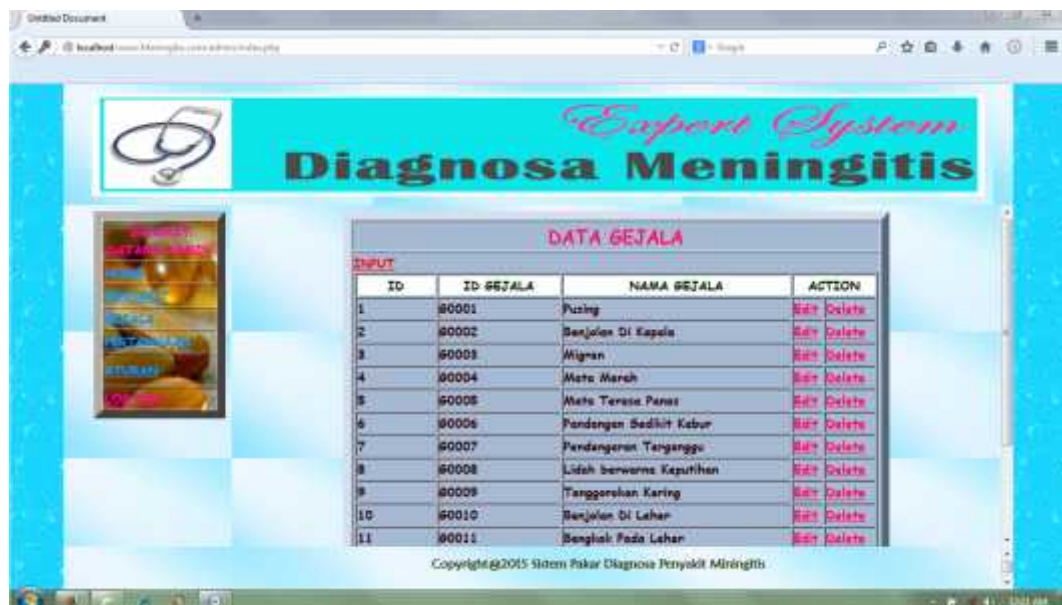 Untitled Document
localhost
Google
Expert System
Diagnosa Meningitis
ATURAN
DATA GEJALA
INPUT
ID ID GEJALA NAMA GEJALA ACTION
1 G0001 Pusing Edit Delete
2 G0002 Benjolan Di Kepala Edit Delete
3 G0003 Migran Edit Delete
4 G0004 Mata Merah Edit Delete
5 G0005 Mata Terasa Panas Edit Delete
6 G0006 Pandangan Sedikit Kabur Edit Delete
7 G0007 Pendengaran Terganggu Edit Delete
8 G0008 Lidah berwarna Keputihan Edit Delete
9 G0009 Tenggorokan Kering Edit Delete
10 G0010 Benjolan Di Leher Edit Delete
11 G0011 Bengkak Pada Leher Edit Delete
Copyright@2015 Sistem Pakar Diagnosa Penyakit Miningitis